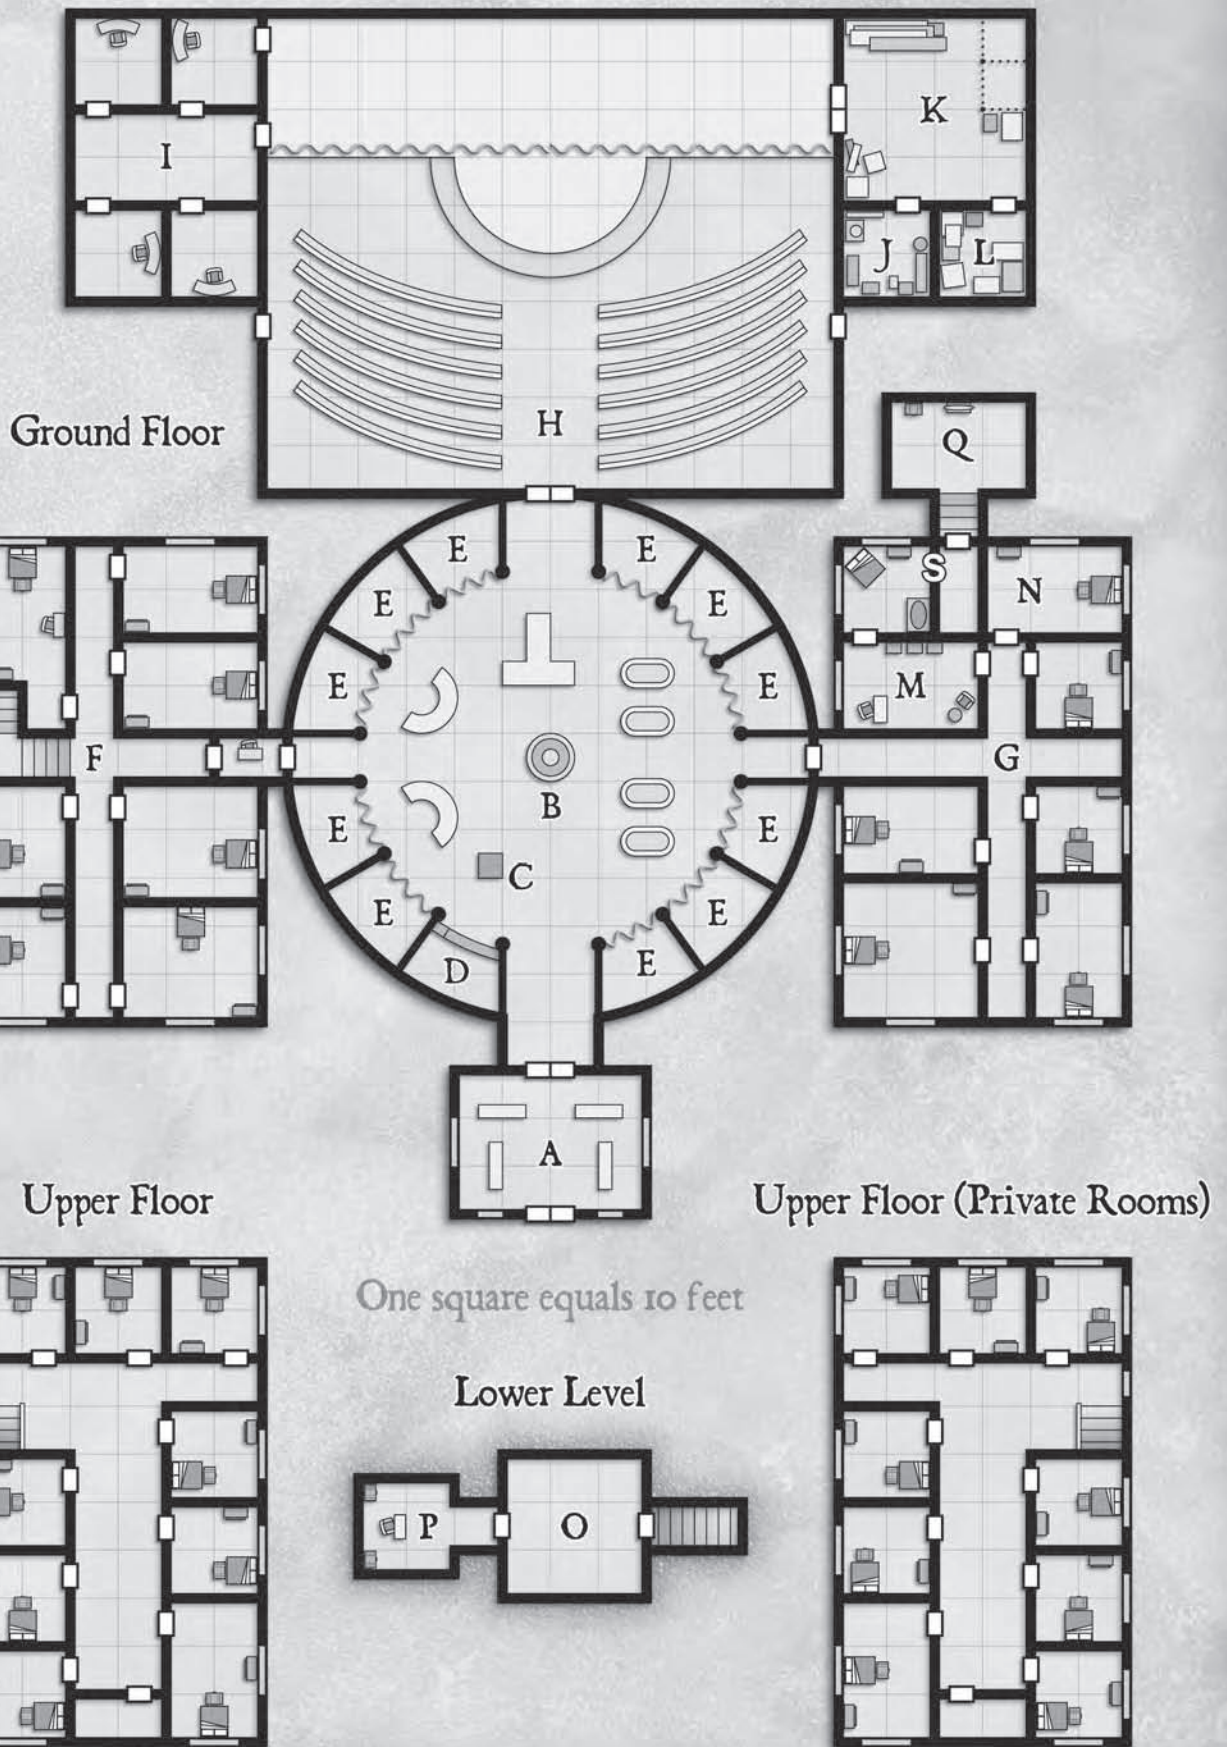 K
I
J L
H
Ground Floor
Q
E E
S
E E
N
E E
M
F
G
B
E E
C
E E
D E
A
Upper Floor
Upper Floor (Private Rooms)
One square equals 10 feet
Lower Level
P O